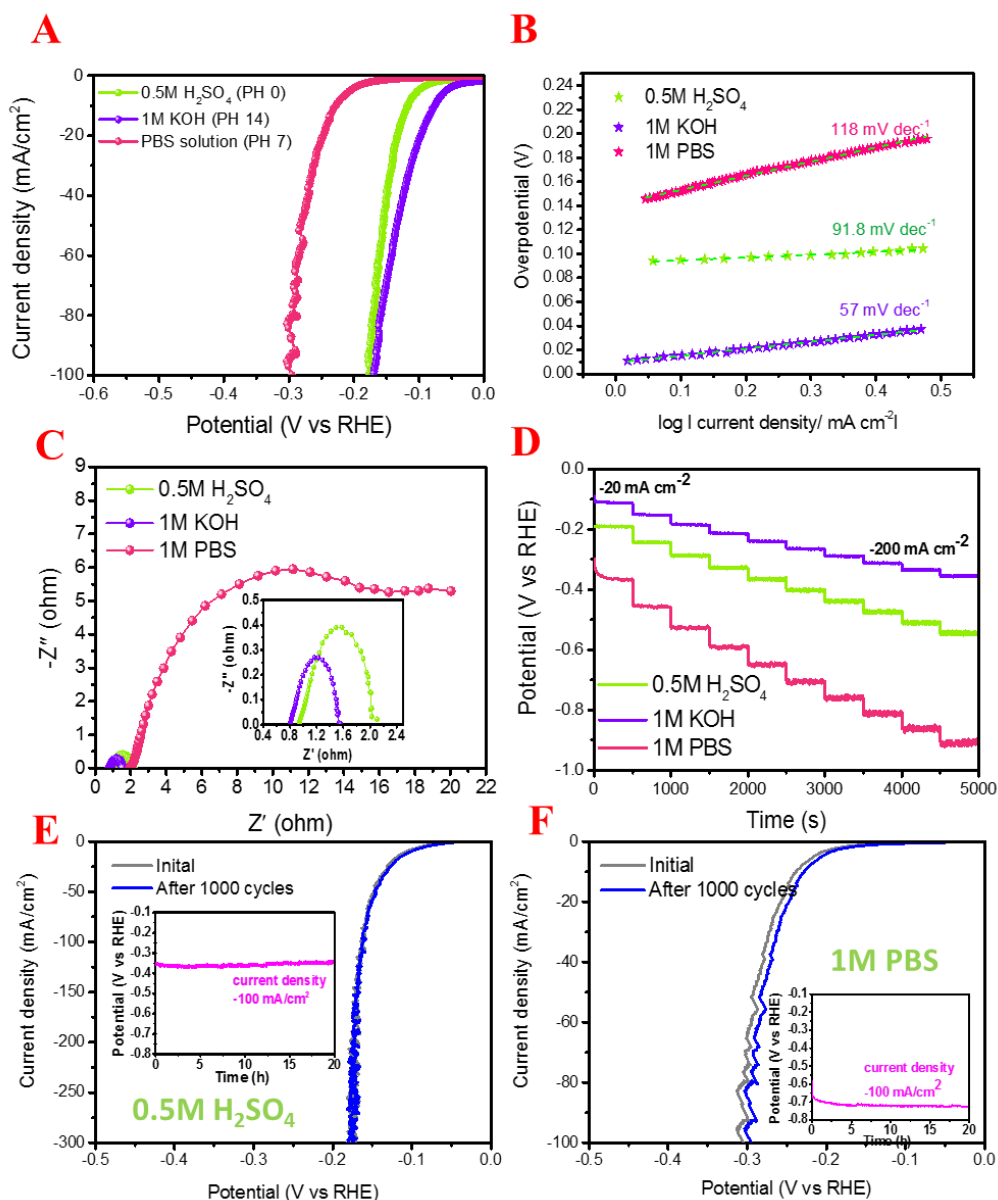 A
0
-20
-40
-60
-80
-100
Current density (mA/cm²)
0.5M H₂SO₄ (PH 0)
1M KOH (PH 14)
PBS solution (PH 7)
-0.6 -0.5 -0.4 -0.3 -0.2 -0.1 0.0
Potential (V vs RHE)
B
0.24
0.22
0.20
0.18
0.16
0.14
0.12
0.10
0.08
0.06
0.04
0.02
0.00
Overpotential (V)
0.5M H₂SO₄
1M KOH
1M PBS
118 mV dec⁻¹
91.8 mV dec⁻¹
57 mV dec⁻¹
0.0 0.1 0.2 0.3 0.4 0.5
log I current density/ mA cm⁻²I
C
6
5
4
3
2
1
0
-Z″ (ohm)
0.5M H₂SO₄
1M KOH
1M PBS
0.5
0.4
0.3
0.2
0.1
0.0
-Z″ (ohm)
0.4 0.8 1.2 1.6 2.0 2.4
Z′ (ohm)
0 2 4 6 8 10 12 14 16 18 20 22
Z′ (ohm)
D
0.0
-0.2
-0.4
-0.6
-0.8
-1.0
Potential (V vs RHE)
-20 mA cm⁻²
-200 mA cm⁻²
0.5M H₂SO₄
1M KOH
1M PBS
0 1000 2000 3000 4000 5000
Time (s)
E
0
-50
-100
-150
-200
-250
-300
Current density (mA/cm²)
Inital
After 1000 cycles
-0.1
-0.2
-0.3
-0.4
-0.5
-0.6
-0.7
-0.8
Potential (V vs RHE)
current density
-100 mA/cm²
0 5 10 15 20
Time (h)
0.5M H₂SO₄
-0.5 -0.4 -0.3 -0.2 -0.1 0.0
Potential (V vs RHE)
F
0
-20
-40
-60
-80
-100
Current density (mA/cm²)
Initial
After 1000 cycles
1M PBS
-0.1
-0.2
-0.3
-0.4
-0.5
-0.6
-0.7
-0.8
Potential (V vs RHE)
current density
-100 mA/cm²
0 5 10 15 20
Time (h)
-0.5 -0.4 -0.3 -0.2 -0.1 0.0
Potential (V vs RHE)